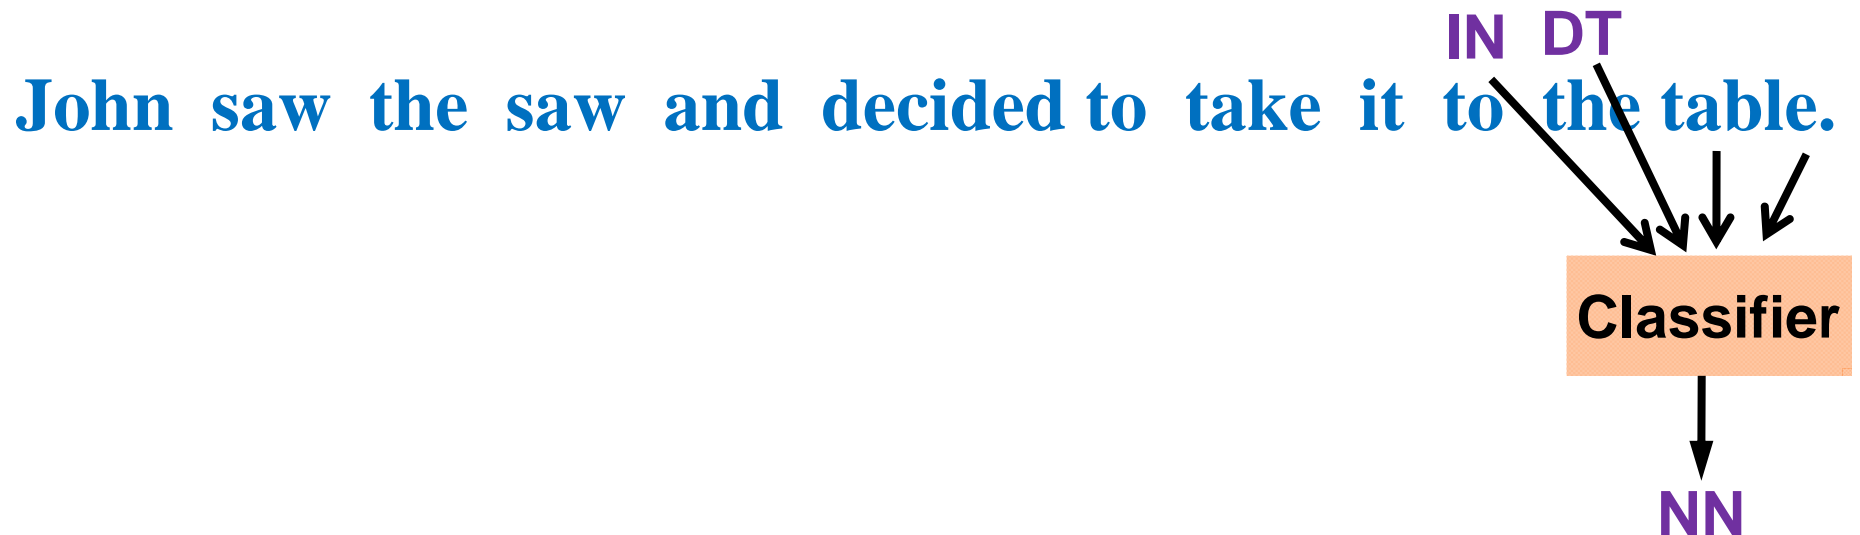 IN DT
John saw the saw and decided to take it to the table.
Classifier
NN